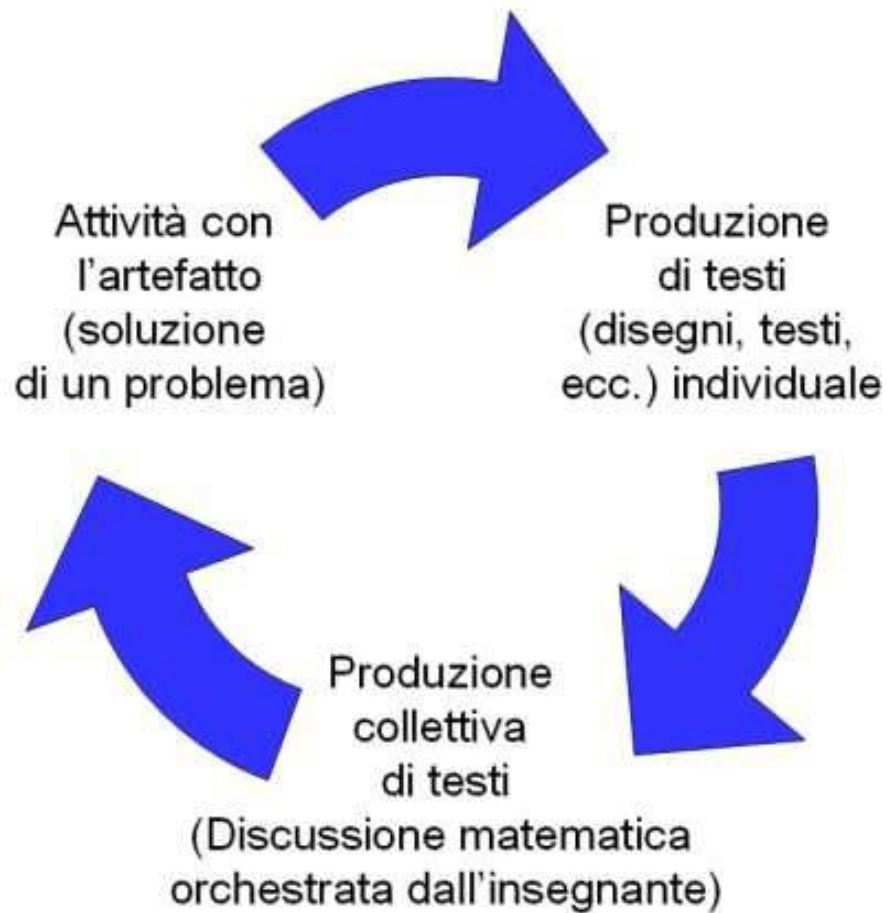 Attività con
l'artefatto
(soluzione
di un problema)
Produzione
di testi
(disegni, testi,
ecc.) individuale
Produzione
collettiva
di testi
(Discussione matematica
orchestrata dall'insegnante)